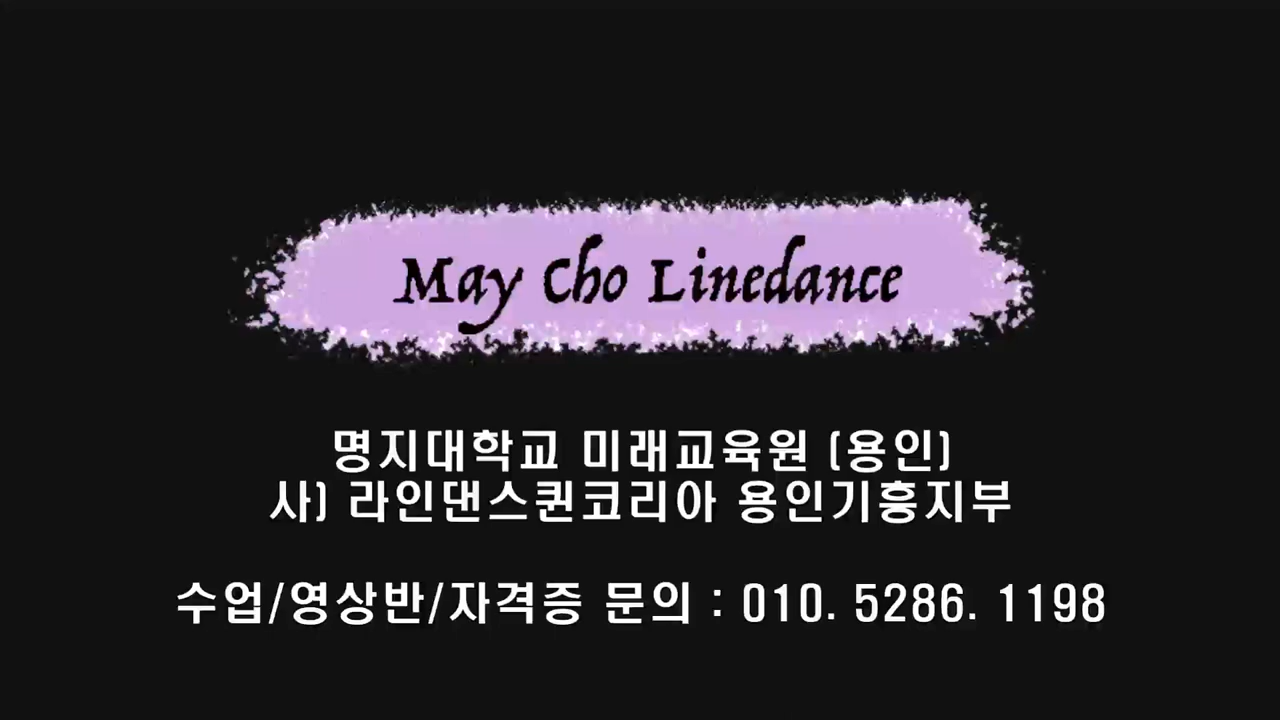 May Cho Linedance
명지대학교 미래교육원 (용인)
사) 라인댄스퀸코리아 용인기흥지부
수업/영상반/자격증 문의 : 010. 5286. 1198